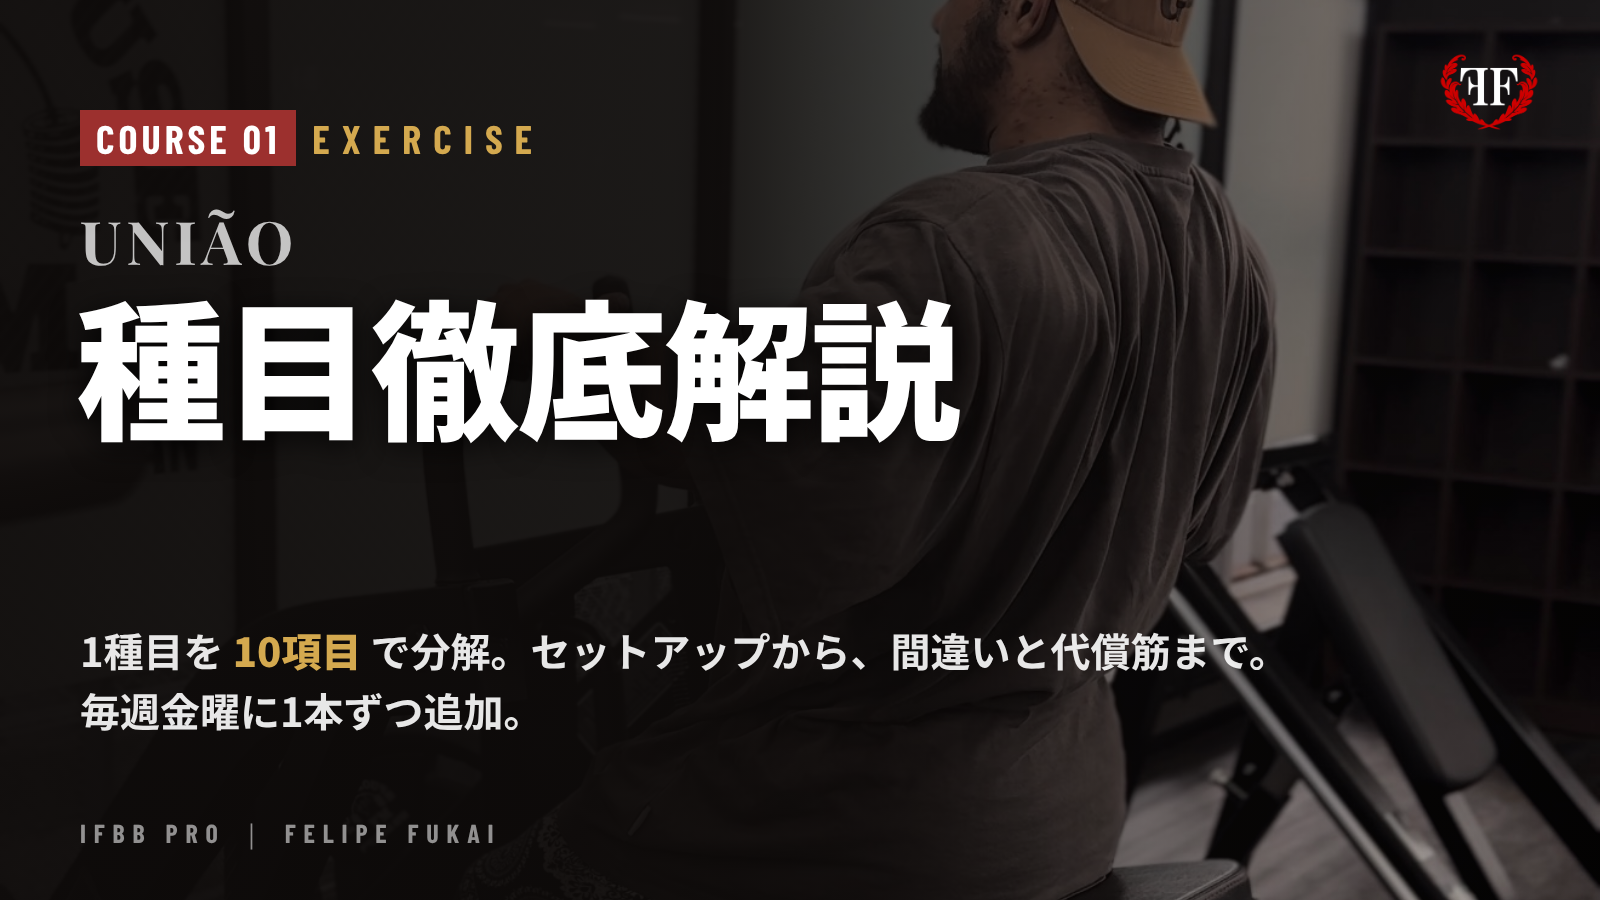 COURSE 01 EXERCISE
FF
UNIÃO
種目徹底解説
1種目を 10項目 で分解。セットアップから、間違いと代償筋まで。
毎週金曜に1本ずつ追加。
IFBB PRO | FELIPE FUKAI